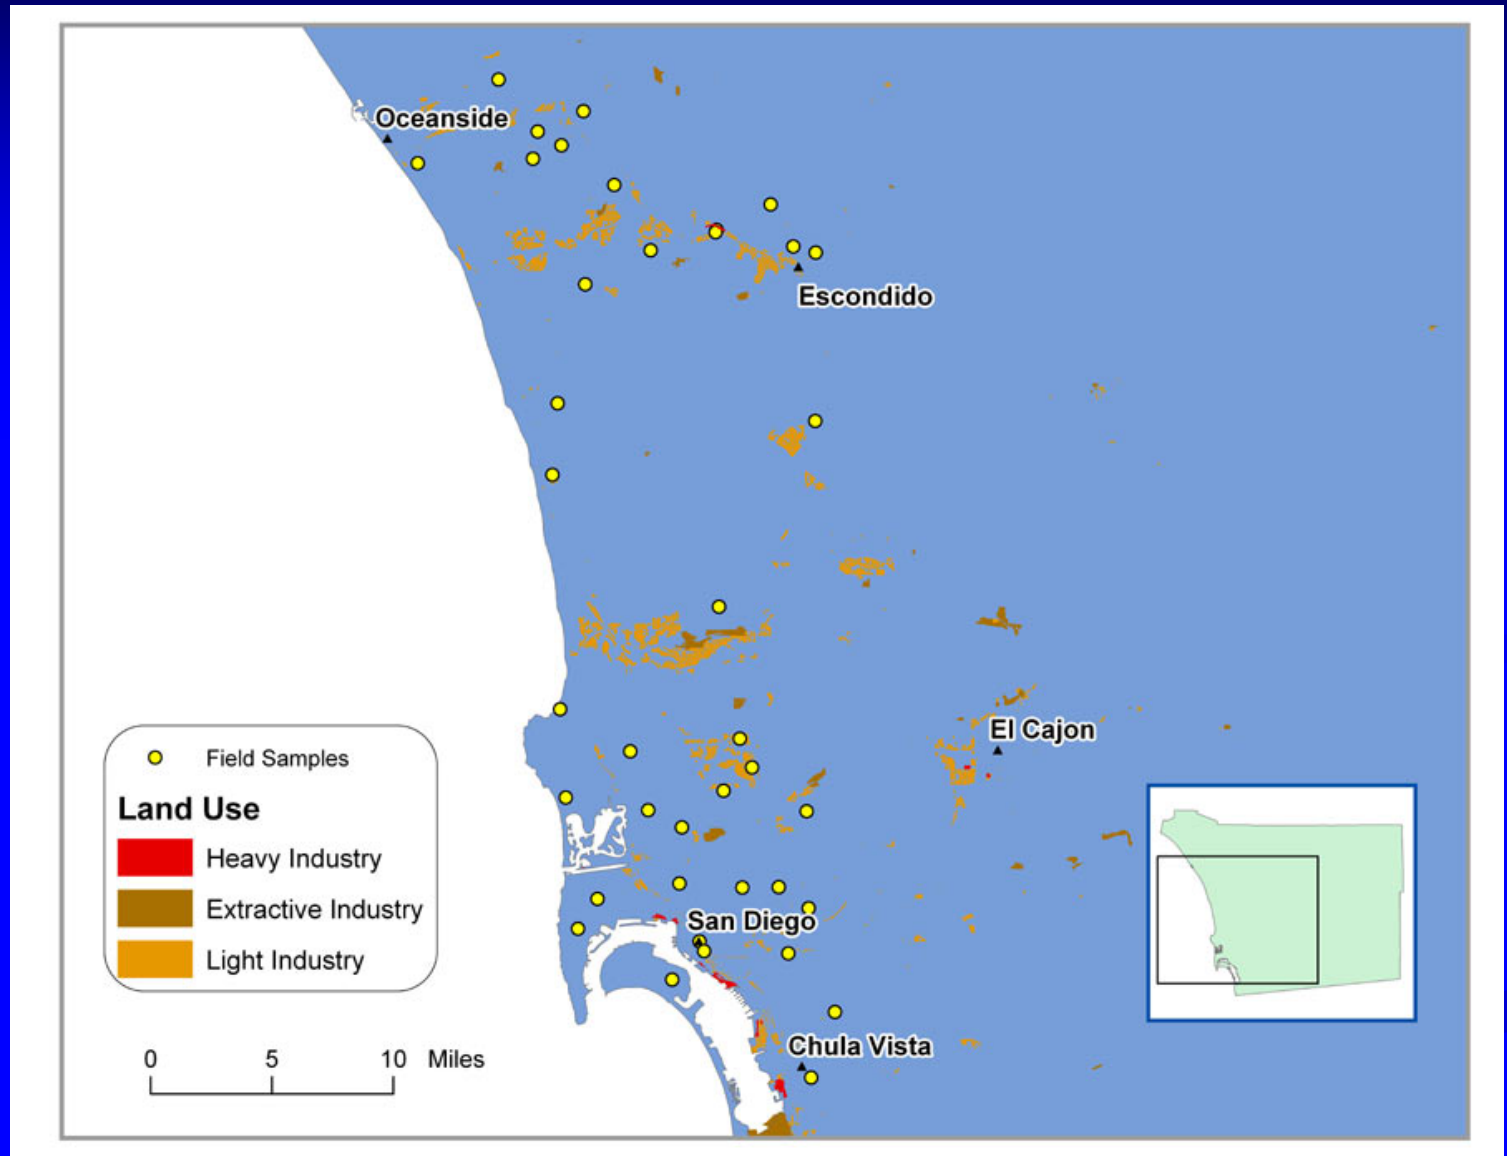 Oceanside
Escondido
El Cajon
San Diego
Chula Vista
Field Samples
Land Use
Heavy Industry
Extractive Industry
Light Industry
0 5 10 Miles